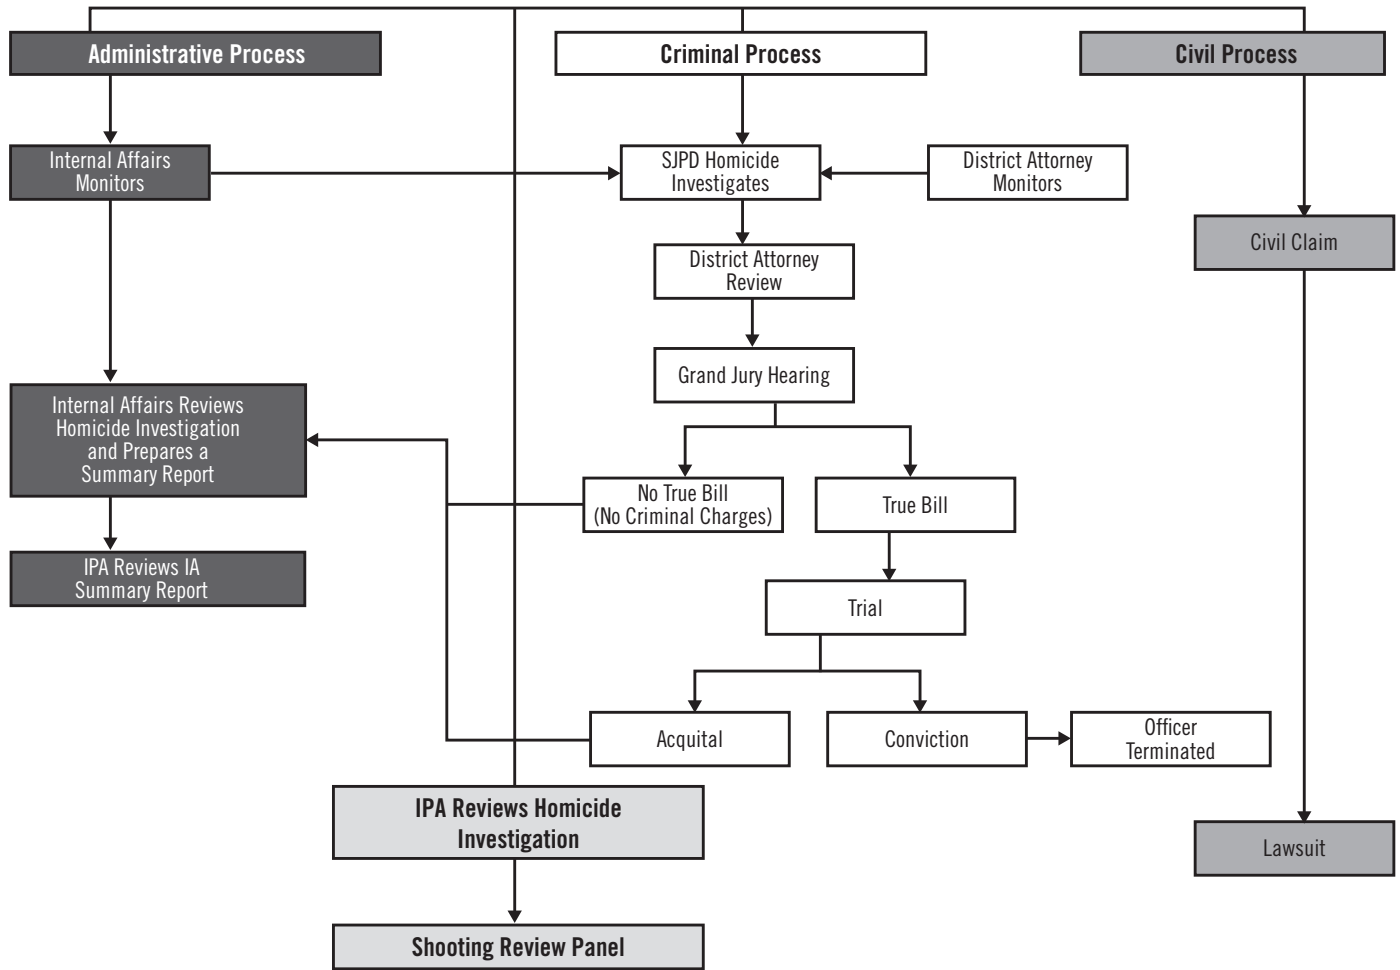 Administrative Process
Criminal Process
Civil Process
Internal Affairs
Monitors
SJPD Homicide
Investigates
District Attorney
Monitors
Civil Claim
District Attorney
Review
Grand Jury Hearing
Internal Affairs Reviews
Homicide Investigation
and Prepares a
Summary Report
No True Bill
(No Criminal Charges)
True Bill
IPA Reviews IA
Summary Report
Trial
Acquital
Conviction
Officer
Terminated
IPA Reviews Homicide
Investigation
Lawsuit
Shooting Review Panel